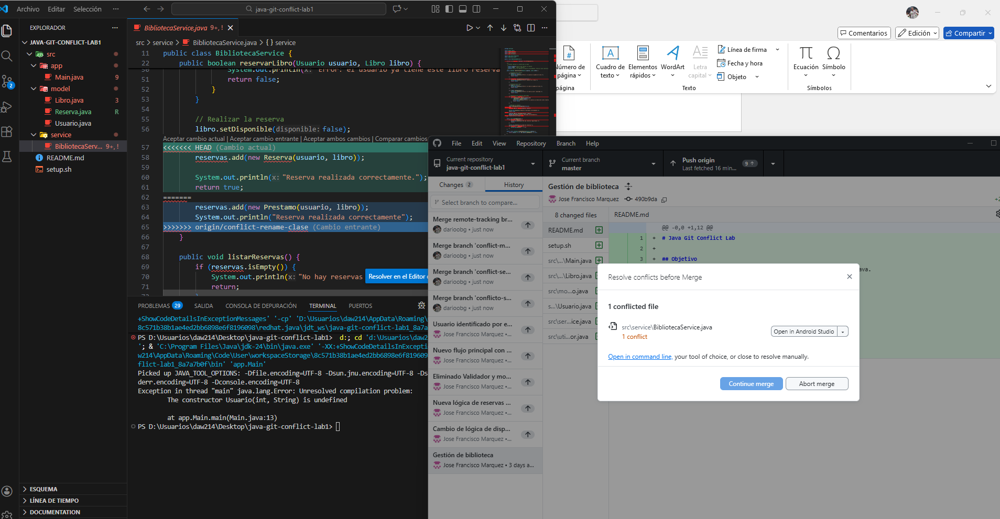 Archivo Editar Selección ···
java-git-conflict-lab1
EXPLORADOR ···
JAVA-GIT-CONFLICT-LAB1
src
app
Main.java 9
model
Libro.java 3
Reserva.java R
Usuario.java
service
BibliotecaServ... 9+, !
README.md
setup.sh
2
ESQUEMA
LÍNEA DE TIEMPO
DOCUMENTATION
BibliotecaService.java 9+, !
src > service > BibliotecaService.java > {} service
11 public class BibliotecaService {
22 public boolean reservarLibro(Usuario usuario, Libro libro) {
50 System.out.println(x: "Error: el usuario ya tiene este libro reserva
51 return false;
52 }
53 }
54
55 // Realizar la reserva
56 libro.setDisponible(disponible: false);
Aceptar cambio actual | Aceptar cambio entrante | Aceptar ambos cambios | Comparar cambios
57 <<<<<<< HEAD (Cambio actual)
58 reservas.add(new Reserva(usuario, libro));
59
60 System.out.println(x: "Reserva realizada correctamente.");
61 return true;
62 =======
63 reservas.add(new Prestamo(usuario, libro));
64 System.out.println("Reserva realizada correctamente");
65 >>>>>>> origin/conflict-rename-clase (Cambio entrante)
66 }
67
68 public void listarReservas() {
69 if (reservas.isEmpty()) {
70 System.out.println(x: "No hay reservas
71 return;
Resolver en el Editor
PROBLEMAS 29 SALIDA CONSOLA DE DEPURACIÓN TERMINAL PUERTOS
+ShowCodeDetailsInExceptionMessages' '-cp' 'D:\Usuarios\daw214\AppData\Roaming\
8c571b38b1ae4ed2bb6898e6f8196098\redhat.java\jdt_ws\java-git-conflict-lab1_8a7a
PS D:\Usuarios\daw214\Desktop\java-git-conflict-lab1> d:; cd 'd:\Usuarios\daw2
'; & 'C:\Program Files\Java\jdk-24\bin\java.exe' '-XX:+ShowCodeDetailsInExcepti
w214\AppData\Roaming\Code\User\workspaceStorage\8c571b38b1ae4ed2bb6898e6f819609
flict-lab1_8a7a7b0f\bin' 'app.Main'
Picked up JAVA_TOOL_OPTIONS: -Dfile.encoding=UTF-8 -Dsun.jnu.encoding=UTF-8 -Ds
derr.encoding=UTF-8 -Dconsole.encoding=UTF-8
Exception in thread "main" java.lang.Error: Unresolved compilation problem:
The constructor Usuario(int, String) is undefined
at app.Main.main(Main.java:13)
PS D:\Usuarios\daw214\Desktop\java-git-conflict-lab1>
Comentarios Edición Compartir
Número de página
página
Cuadro de texto
Elementos rápidos
WordArt
Letra capital
Línea de firma
Fecha y hora
Objeto
Texto
Ecuación
Símbolo
Símbolos
File Edit View Repository Branch Help
Current repository
java-git-conflict-lab1
Current branch
master
Push origin
Last fetched 16 min...
9
Changes 2 History
Select branch to compare...
Merge remote-tracking br...
darioobg • just now
Merge branch 'conflict-m...
darioobg • just now
Merge branch 'conflict-se...
darioobg • just now
Merge branch 'conflicto-s...
darioobg • just now
Usuario identificado por e...
Jose Francisco Marquez •...
Nuevo flujo principal con ...
Jose Francisco Marquez •...
Eliminado Validador y mo...
Jose Francisco Marquez •...
Nueva lógica de reservas ...
Jose Francisco Marquez •...
Cambio de lógica de disp...
Jose Francisco Marquez •...
Gestión de biblioteca
Jose Francisco Marquez • 3 days a...
Gestión de biblioteca
Jose Francisco Marquez 490b9da
8 changed files
README.md
setup.sh
src\...\Main.java
src\...\Libro.java
src\mo...o.java
s...\Usuario.java
src\ser...ice.java
src\uti...or.java
README.md
@@ -0,0 +1,12 @@
1 + # Java Git Conflict Lab
2 +
3 + ## Objetivo
ava.
Resolve conflicts before Merge
1 conflicted file
src\service\BibliotecaService.java
1 conflict
Open in Android Studio
Open in command line, your tool of choice, or close to resolve manually.
Continue merge
Abort merge